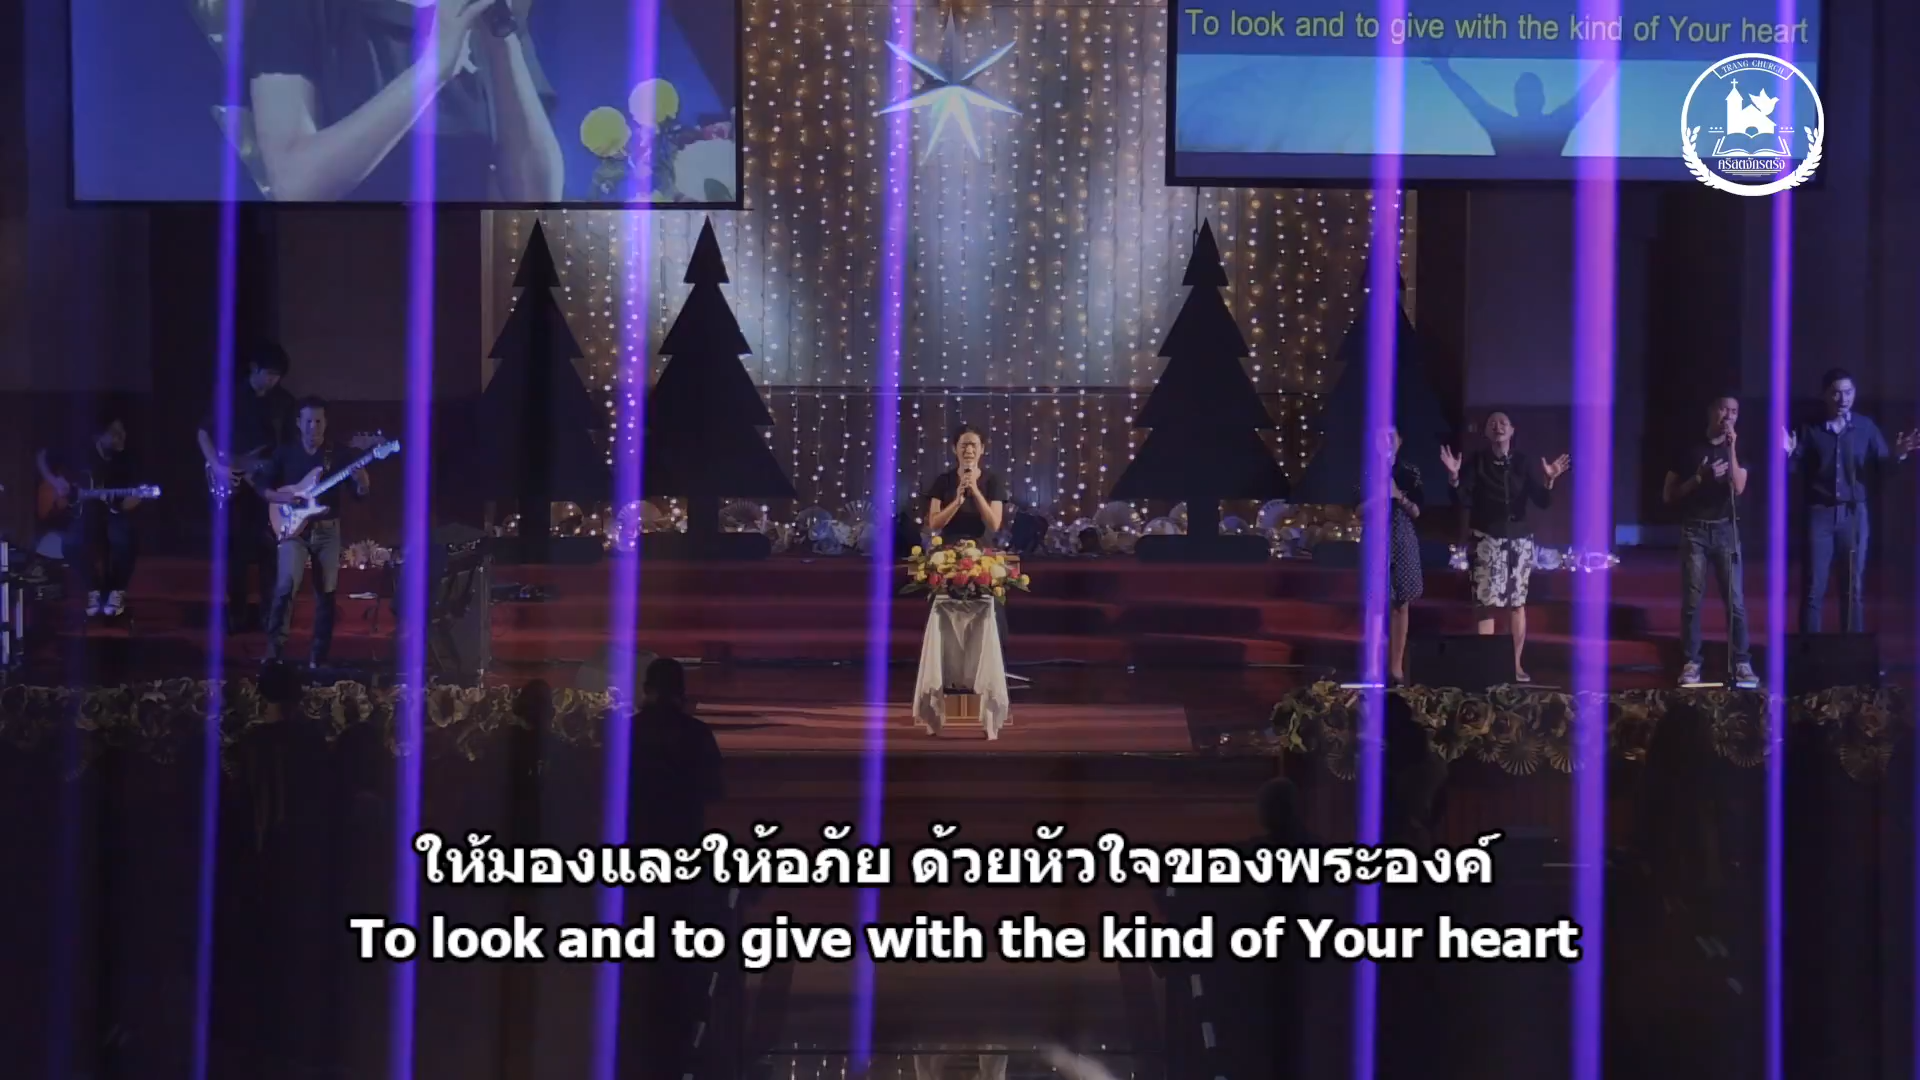 To look and to give with the kind of Your heart
TRANG CHURCH
คริสตจักรตรัง
ให้มองและให้อภัย ด้วยหัวใจของพระองค์
To look and to give with the kind of Your heart